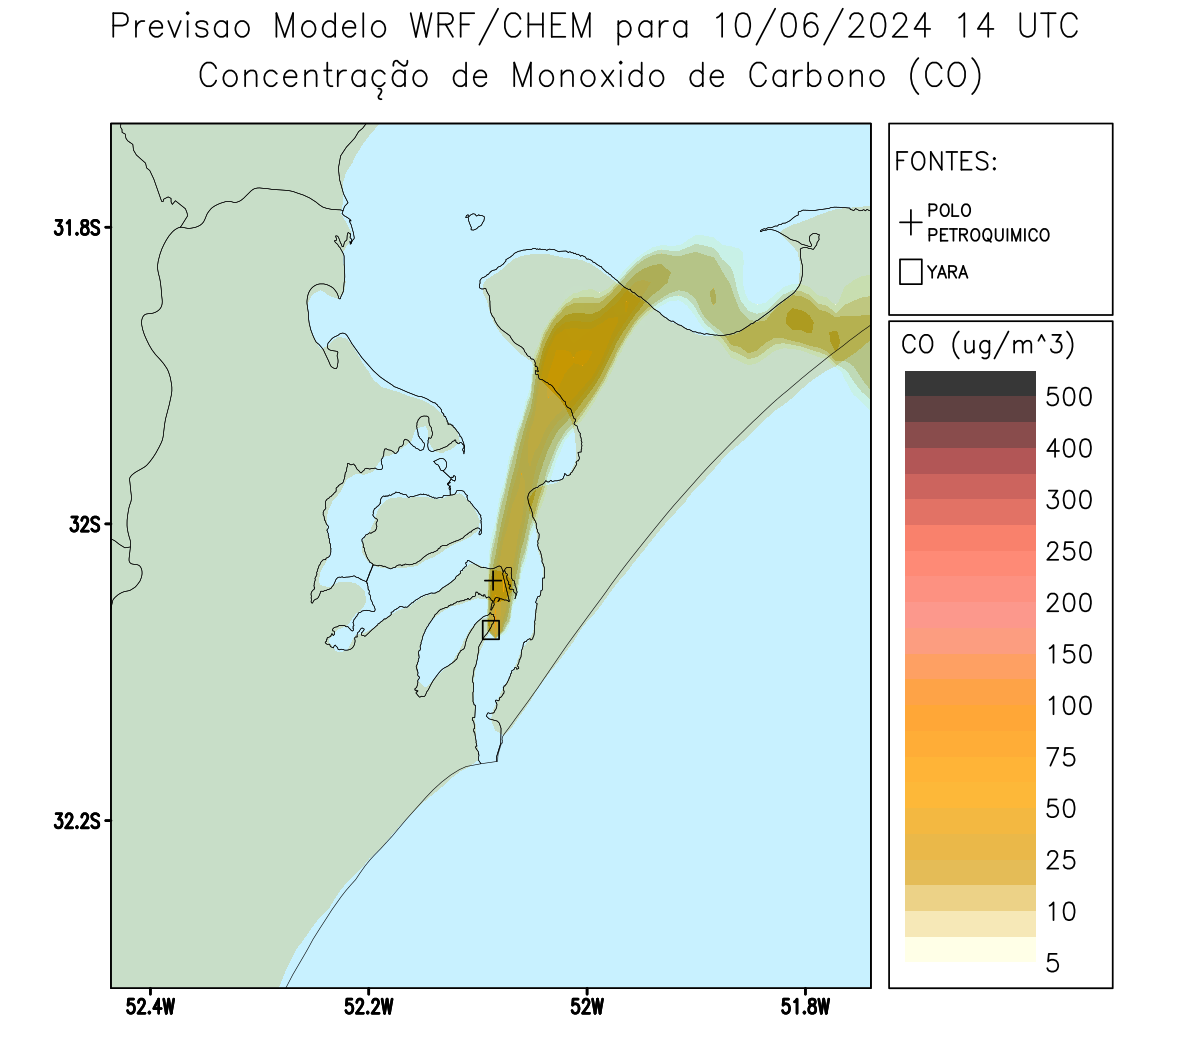 Previsao Modelo WRF/CHEM para 10/06/2024 14 UTC
Concentração de Monoxido de Carbono (CO)
FONTES:
POLO
PETROQUIMICO
YARA
31.8S
32S
32.2S
52.4W
52.2W
52W
51.8W
CO (ug/m^3)
500
400
300
250
200
150
100
75
50
25
10
5